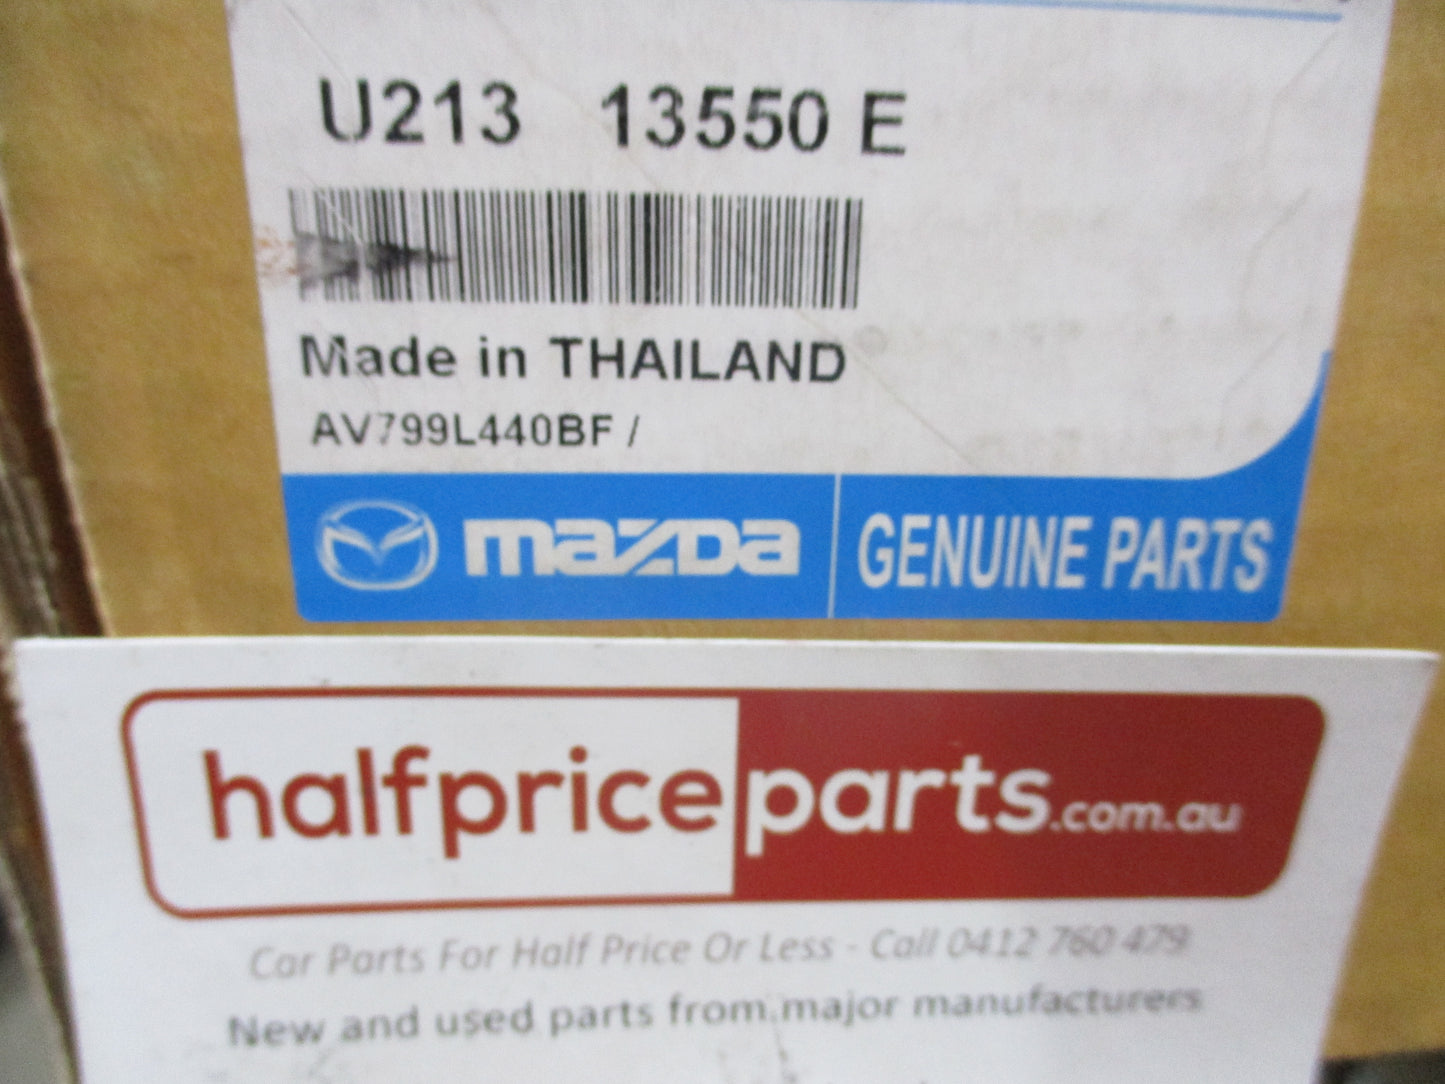 U213 13550 E
Made in THAILAND
AV799L440BF /
mazda GENUINE PARTS
halfpriceparts.com.au
Car Parts For Half Price Or Less - Call 0412 760 479
New and used parts from major manufacturers